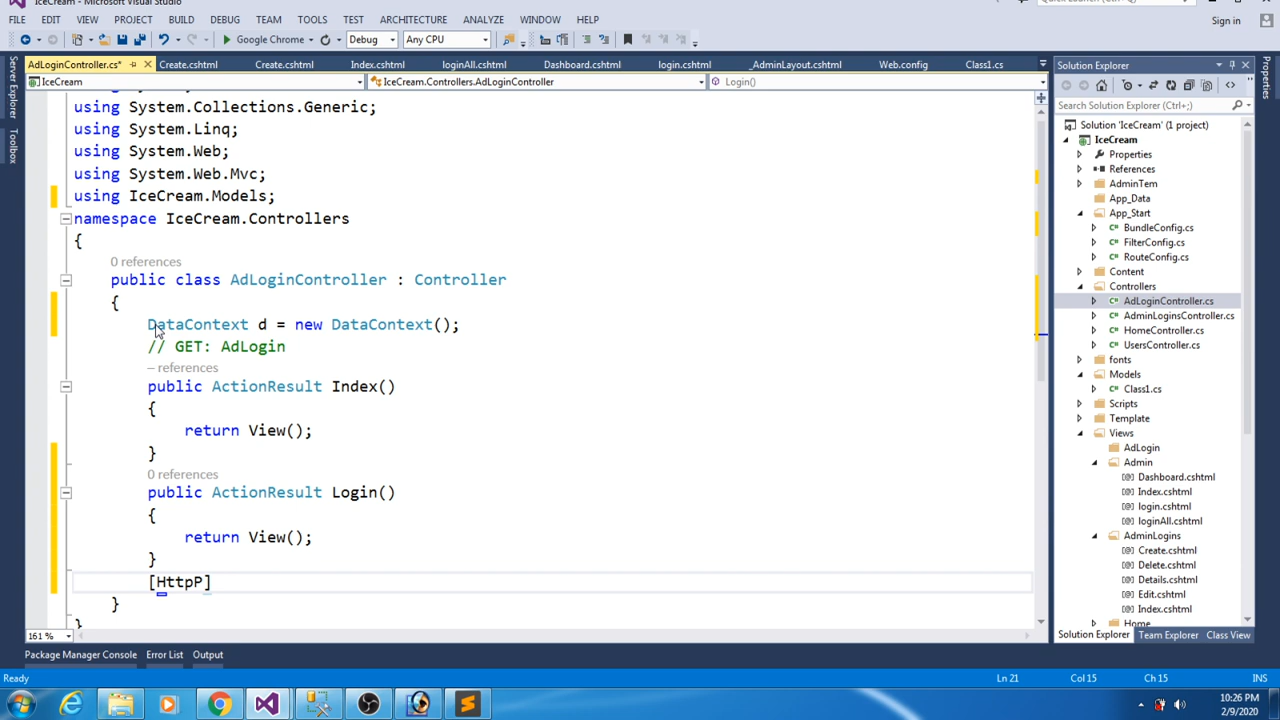 IceCream - Microsoft Visual Studio
FILE EDIT VIEW PROJECT BUILD DEBUG TEAM TOOLS TEST ARCHITECTURE ANALYZE WINDOW HELP Sign in
Google Chrome Debug Any CPU
AdLoginController.cs* Create.cshtml Create.cshtml Index.cshtml loginAll.cshtml Dashboard.cshtml login.cshtml _AdminLayout.cshtml Web.config Class1.cs
IceCream IceCream.Controllers.AdLoginController Login()
Server Explorer
Toolbox
using System.Collections.Generic;
using System.Linq;
using System.Web;
using System.Web.Mvc;
using IceCream.Models;
namespace IceCream.Controllers
{
0 references
public class AdLoginController : Controller
{
DataContext d = new DataContext();
// GET: AdLogin
– references
public ActionResult Index()
{
return View();
}
0 references
public ActionResult Login()
{
return View();
}
[HttpP]
}
}
161 %
Solution Explorer
Search Solution Explorer (Ctrl+;)
Solution 'IceCream' (1 project)
IceCream
Properties
References
AdminTem
App_Data
App_Start
BundleConfig.cs
FilterConfig.cs
RouteConfig.cs
Content
Controllers
AdLoginController.cs
AdminLoginsController.cs
HomeController.cs
UsersController.cs
fonts
Models
Class1.cs
Scripts
Template
Views
AdLogin
Admin
Dashboard.cshtml
Index.cshtml
login.cshtml
loginAll.cshtml
AdminLogins
Create.cshtml
Delete.cshtml
Details.cshtml
Edit.cshtml
Index.cshtml
Home
Solution Explorer Team Explorer Class View
Properties
Package Manager Console Error List Output
Ready Ln 21 Col 15 Ch 15 INS
10:26 PM
2/9/2020